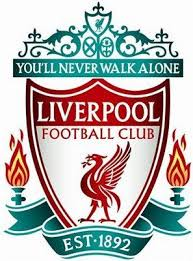 YOU'LL NEVER WALK ALONE
LIVERPOOL
FOOTBALL CLUB
EST·1892